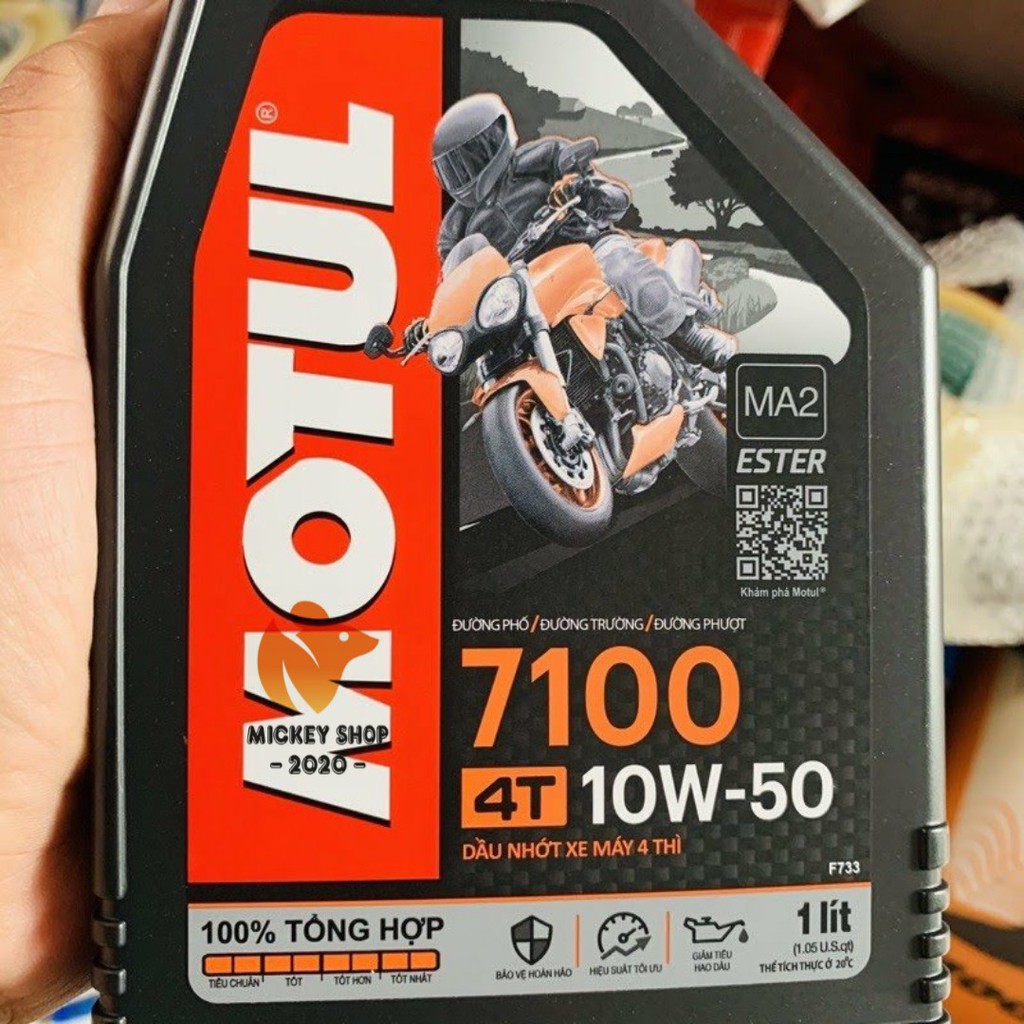 MOTUL®
MA2
ESTER
Khám phá Motul®
ĐƯỜNG PHỐ / ĐƯỜNG TRƯỜNG / ĐƯỜNG PHƯỢT
7100
4T 10W-50
DẦU NHỚT XE MÁY 4 THÌ
F733
MICKEY SHOP
- 2020 -
100% TỔNG HỢP
TIÊU CHUẨN TỐT TỐT HƠN TỐT NHẤT
BẢO VỆ HOÀN HẢO
HIỆU SUẤT TỐI ƯU
GIẢM TIÊU
HAO DẦU
1 lít
(1.05 U.S.qt)
THỂ TÍCH THỰC Ở 20°C